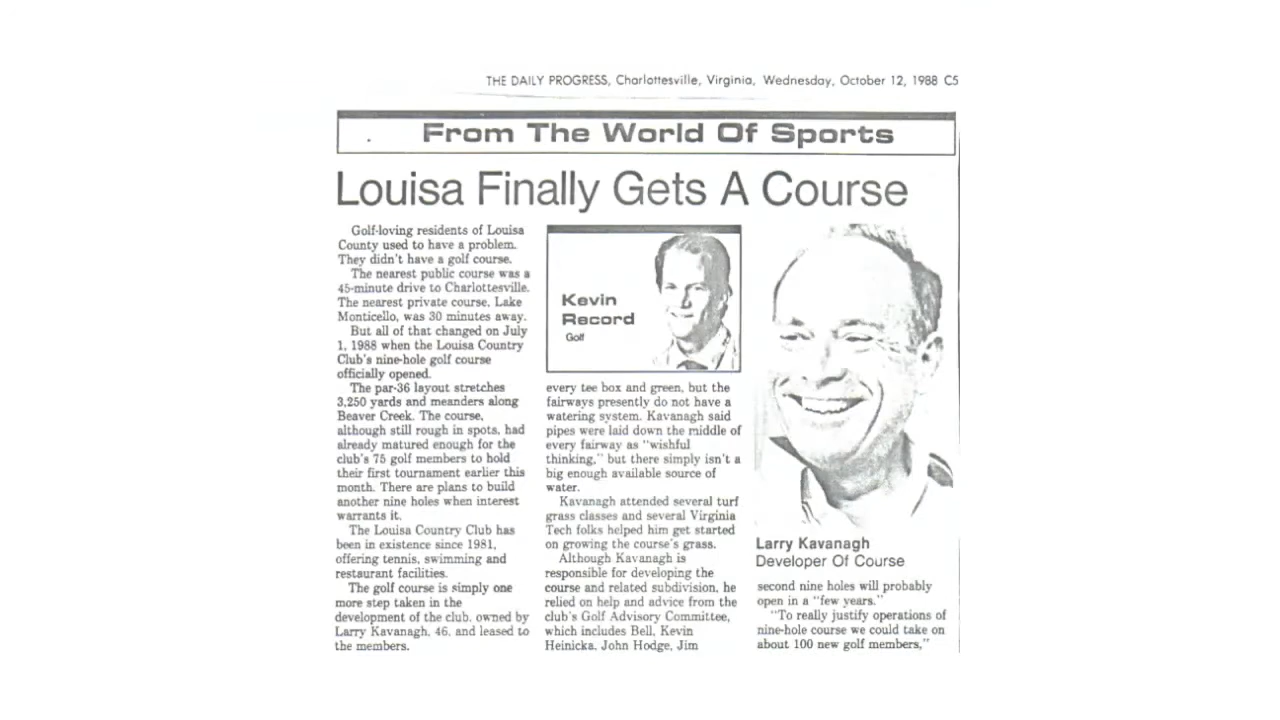 THE DAILY PROGRESS, Charlottesville, Virginia, Wednesday, October 12, 1988 C5
From The World Of Sports
Louisa Finally Gets A Course
Golf-loving residents of Louisa
County used to have a problem.
They didn't have a golf course.
The nearest public course was a
45-minute drive to Charlottesville.
The nearest private course, Lake
Monticello, was 30 minutes away.
But all of that changed on July
1, 1988 when the Louisa Country
Club's nine-hole golf course
officially opened.
The par-36 layout stretches
3,250 yards and meanders along
Beaver Creek. The course,
although still rough in spots, had
already matured enough for the
club's 75 golf members to hold
their first tournament earlier this
month. There are plans to build
another nine holes when interest
warrants it.
The Louisa Country Club has
been in existence since 1981,
offering tennis, swimming and
restaurant facilities.
The golf course is simply one
more step taken in the
development of the club, owned by
Larry Kavanagh, 46, and leased to
the members.
Kevin
Record
Golf
every tee box and green, but the
fairways presently do not have a
watering system. Kavanagh said
pipes were laid down the middle of
every fairway as "wishful
thinking," but there simply isn't a
big enough available source of
water.
Kavanagh attended several turf
grass classes and several Virginia
Tech folks helped him get started
on growing the course's grass.
Although Kavanagh is
responsible for developing the
course and related subdivision, he
relied on help and advice from the
club's Golf Advisory Committee,
which includes Bell, Kevin
Heinicka, John Hodge, Jim
Larry Kavanagh
Developer Of Course
second nine holes will probably
open in a "few years."
"To really justify operations of
nine-hole course we could take on
about 100 new golf members,"